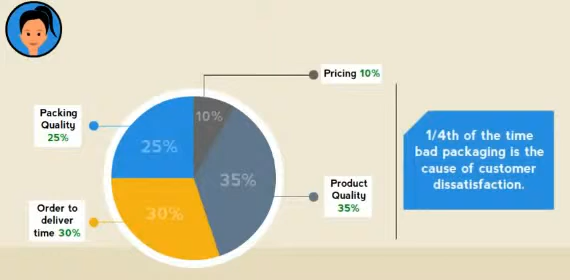 Pricing 10%
Packing
Quality
25%
10%
25%
35%
30%
Product
Quality
35%
Order to
deliver
time 30%
1/4th of the time
bad packaging is the
cause of customer
dissatisfaction.